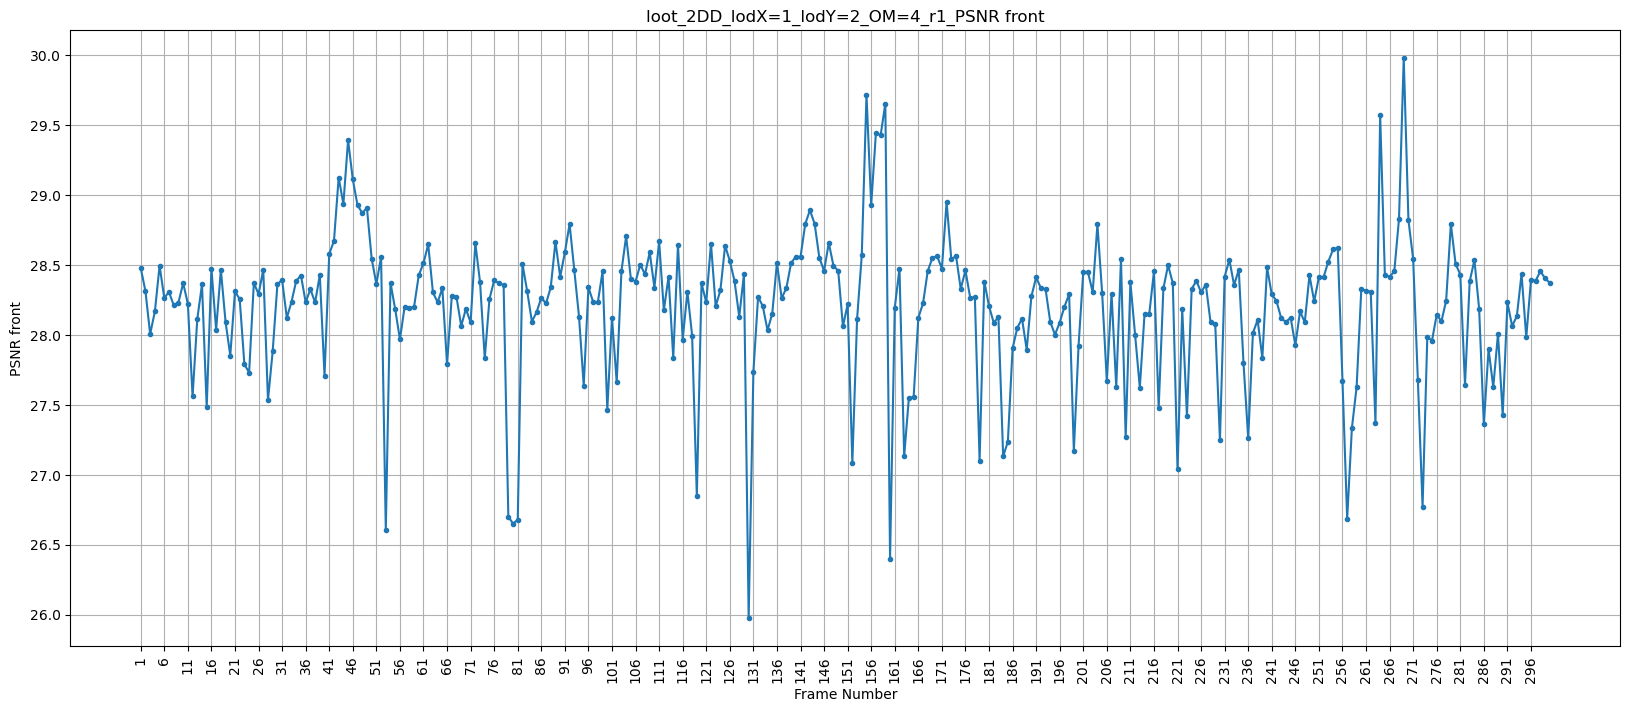 loot_2DD_lodX=1_lodY=2_OM=4_r1_PSNR front
30.0
29.5
29.0
28.5
28.0
27.5
27.0
26.5
26.0
PSNR front
1 6 11 16 21 26 31 36 41 46 51 56 61 66 71 76 81 86 91 96 101 106 111 116 121 126 131 136 141 146 151 156 161 166 171 176 181 186 191 196 201 206 211 216 221 226 231 236 241 246 251 256 261 266 271 276 281 286 291 296
Frame Number